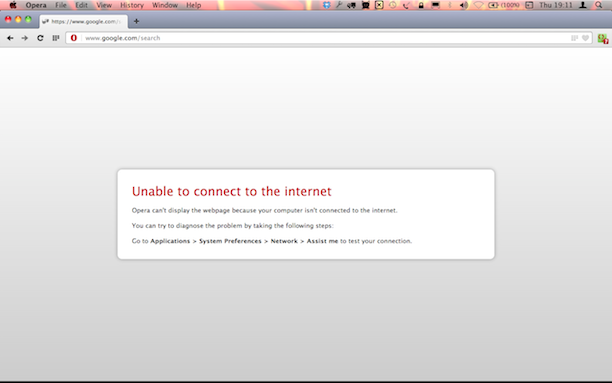 Opera File Edit View History Window Help (100%) Thu 19:11
https://www.google.com/s
www.google.com/search
Unable to connect to the internet
Opera can't display the webpage because your computer isn't connected to the internet.
You can try to diagnose the problem by taking the following steps:
Go to Applications > System Preferences > Network > Assist me to test your connection.